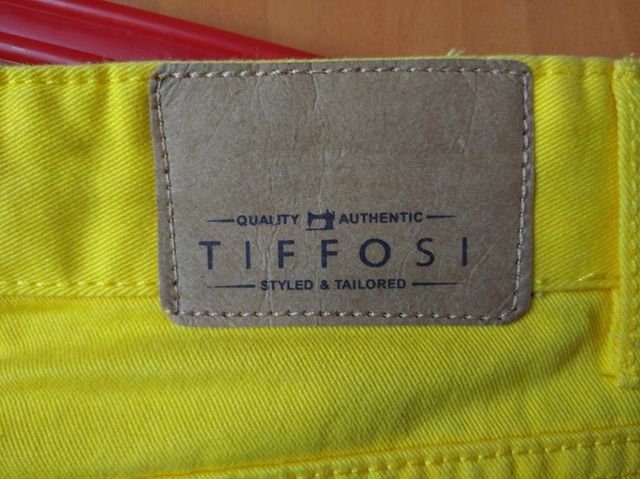 QUALITY AUTHENTIC
TIFFOSI
STYLED & TAILORED